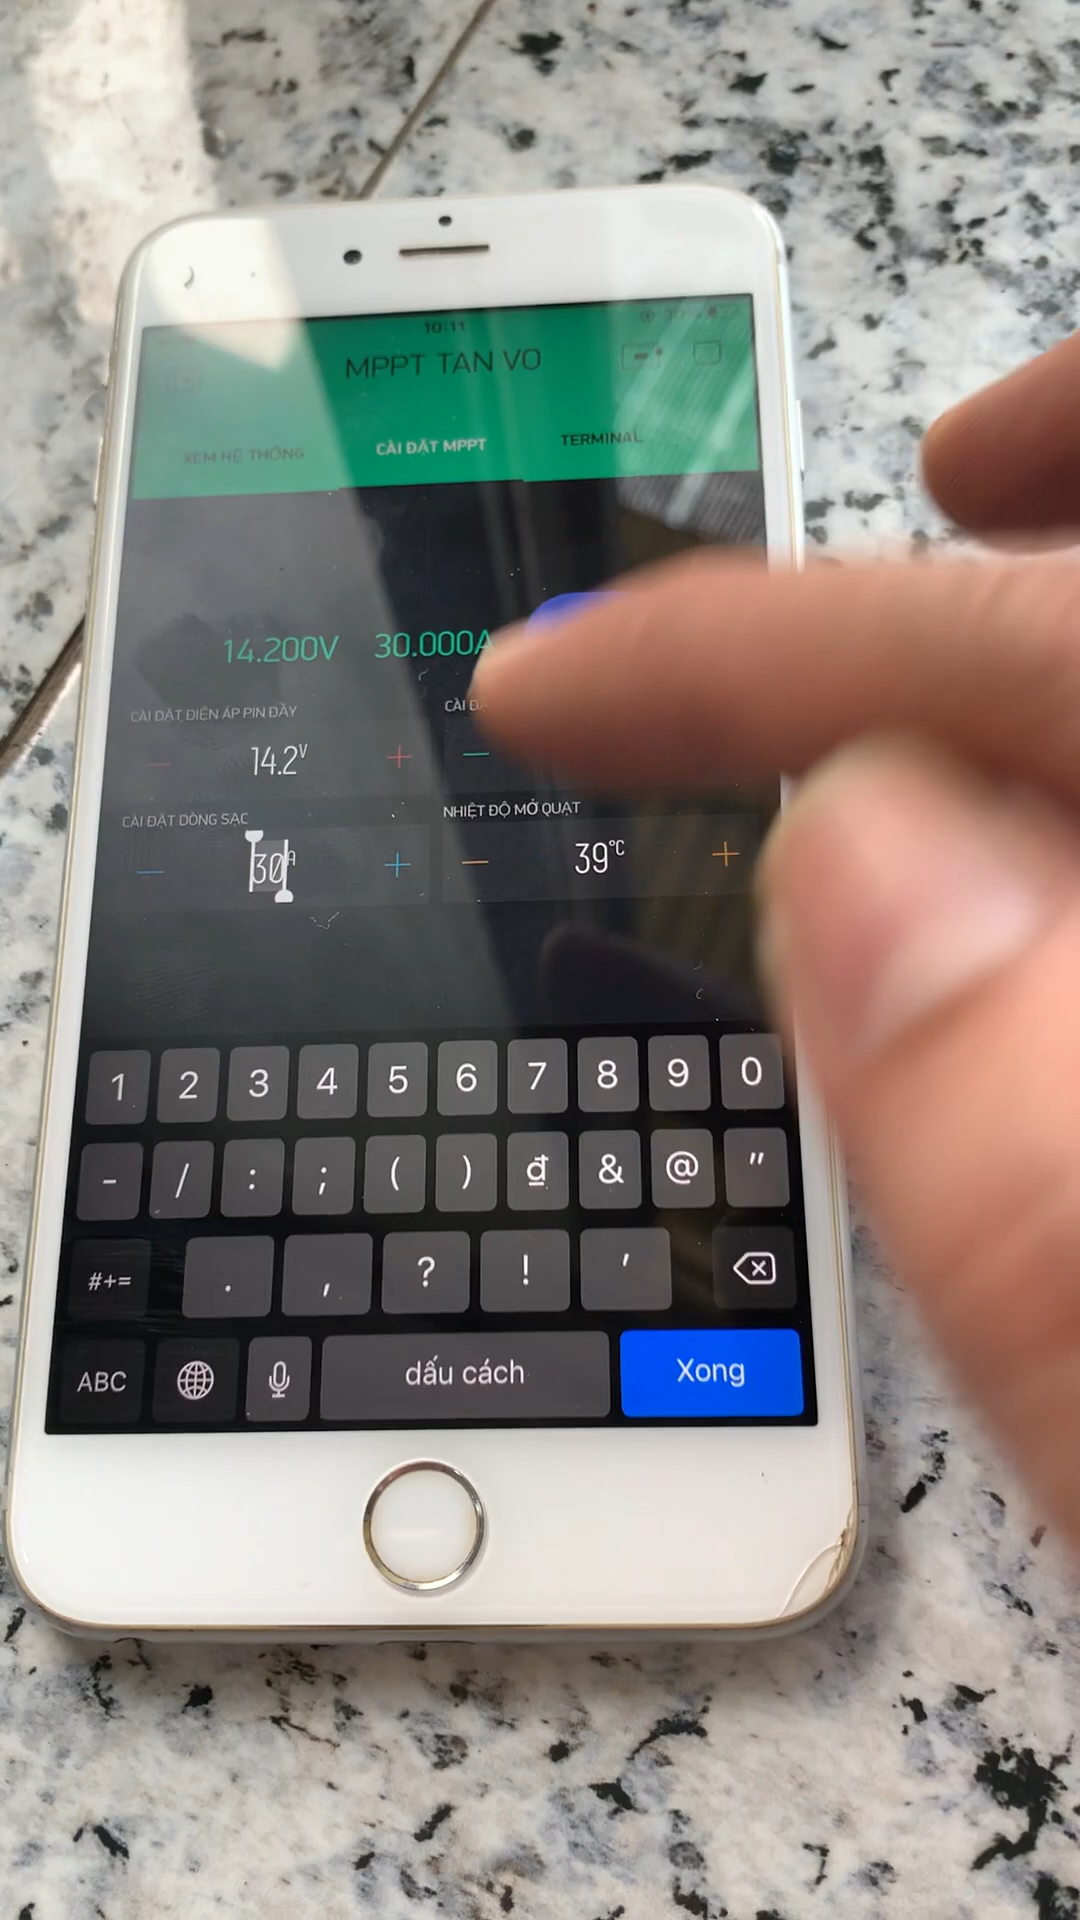 10:11
MPPT TAN VO
XEM HỆ THỐNG
CÀI ĐẶT MPPT
TERMINAL
14.200V
30.000A
CÀI ĐẶT ĐIỆN ÁP PIN ĐẦY
CÀI
14.2V
CÀI ĐẶT DÒNG SẠC
NHIỆT ĐỘ MỞ QUẠT
30A
39°C
1 2 3 4 5 6 7 8 9 0
- / : ; ( ) đ & @ "
#+= . , ? ! '
ABC dấu cách Xong